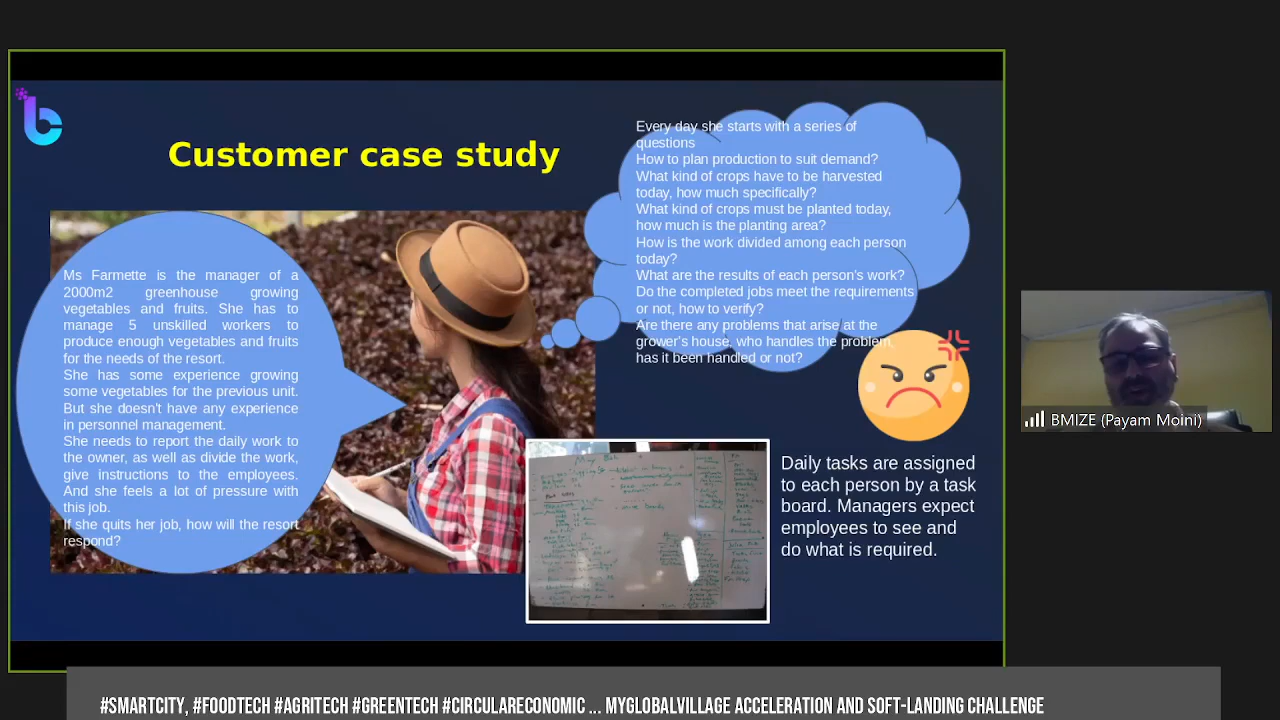 Customer case study
Every day she starts with a series of
questions
How to plan production to suit demand?
What kind of crops have to be harvested
today, how much specifically?
What kind of crops must be planted today,
how much is the planting area?
How is the work divided among each person
today?
What are the results of each person's work?
Do the completed jobs meet the requirements
or not, how to verify?
Are there any problems that arise at the
grower's house, who handles the problem,
has it been handled or not?
Ms Farmette is the manager of a
2000m2 greenhouse growing
vegetables and fruits. She has to
manage 5 unskilled workers to
produce enough vegetables and fruits
for the needs of the resort.
She has some experience growing
some vegetables for the previous unit.
But she doesn't have any experience
in personnel management.
She needs to report the daily work to
the owner, as well as divide the work,
give instructions to the employees.
And she feels a lot of pressure with
this job.
If she quits her job, how will the resort
respond?
Daily tasks are assigned
to each person by a task
board. Managers expect
employees to see and
do what is required.
BMIZE (Payam Moini)
#SMARTCITY, #FOODTECH #AGRITECH #GREENTECH #CIRCULARECONOMIC ... MYGLOBALVILLAGE ACCELERATION AND SOFT-LANDING CHALLENGE